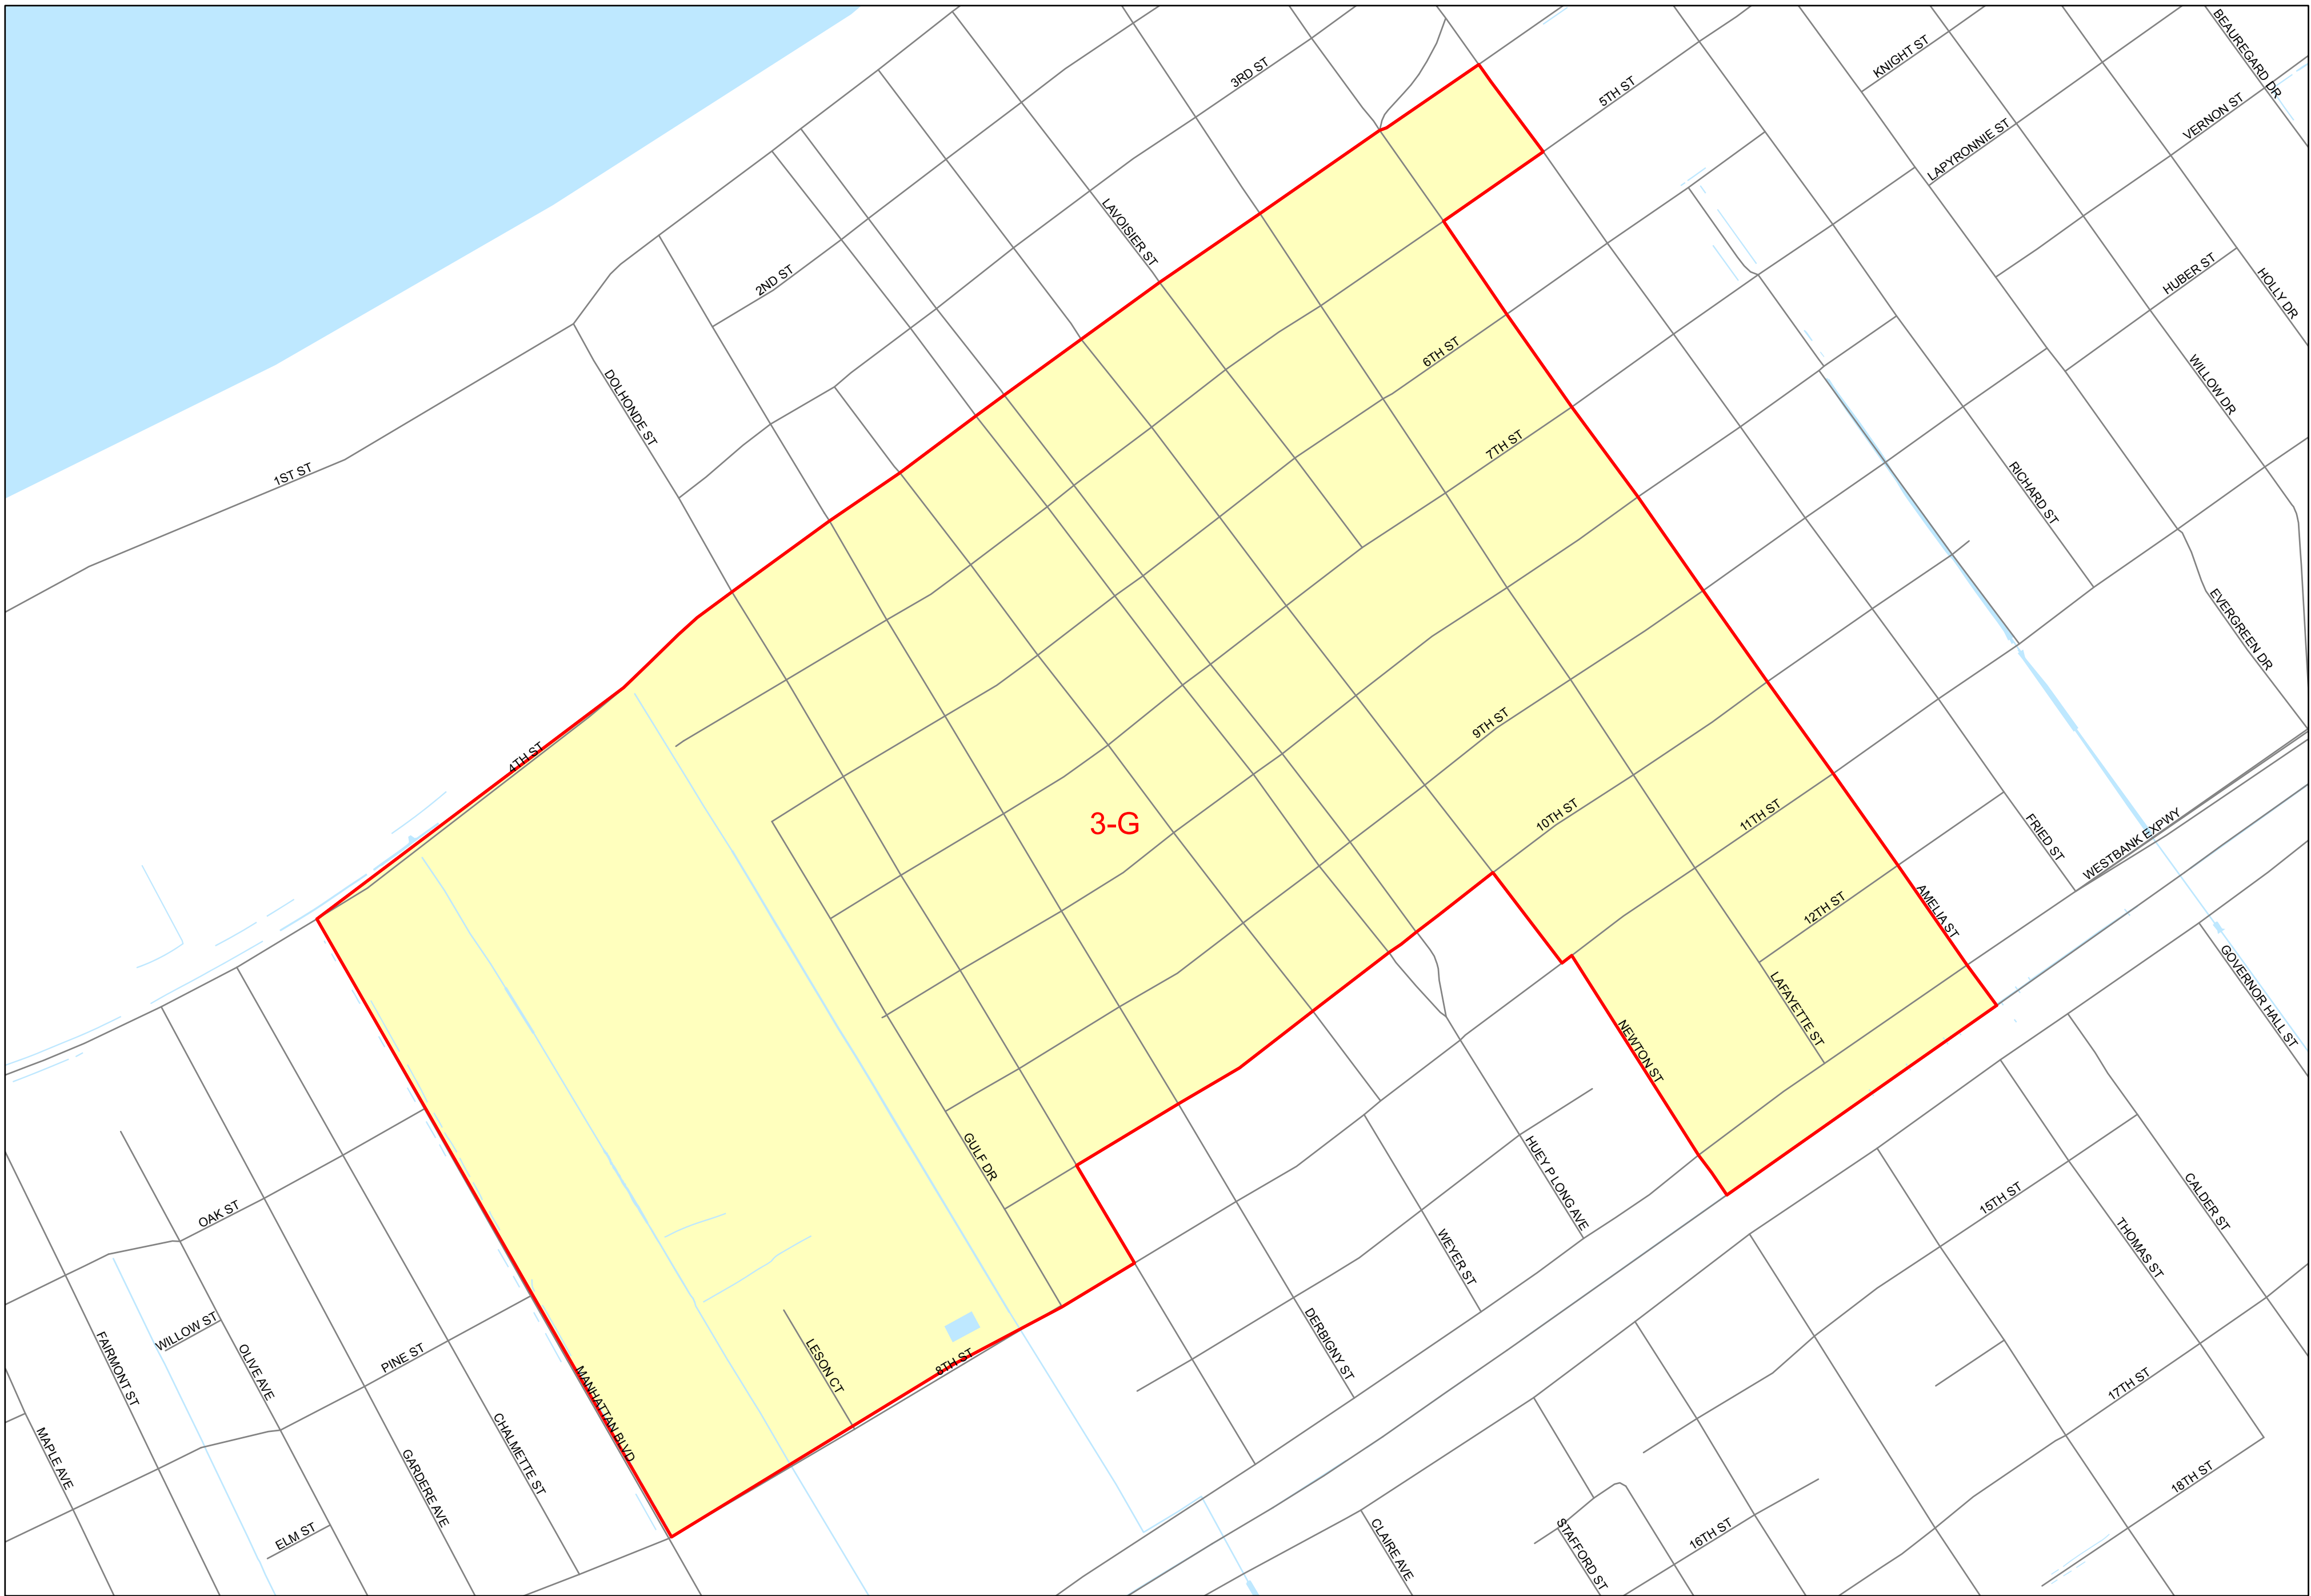 BEAUREGARD DR
KNIGHT ST
3RD ST
5TH ST
VERNON ST
LAPYRONNIE ST
LAVOISIER ST
2ND ST
HUBER ST
HOLLY DR
6TH ST
WILLOW DR
DOLHONDE ST
7TH ST
1ST ST
RICHARD ST
EVERGREEN DR
9TH ST
4TH ST
3-G
10TH ST
11TH ST
FRIED ST
WESTBANK EXPWY
12TH ST
AMELIA ST
LAFAYETTE ST
GOVERNOR HALL ST
NEWTON ST
GULF DR
HUEY P LONG AVE
OAK ST
15TH ST
CALDER ST
WEYER ST
THOMAS ST
WILLOW ST
FAIRMONT ST
OLIVE AVE
PINE ST
LESON CT
8TH ST
DERBIGNY ST
MANHATTAN BLVD
17TH ST
MAPLE AVE
GARDERE AVE
CHALMETTE ST
18TH ST
ELM ST
CLAIRE AVE
STAFFORD ST
16TH ST